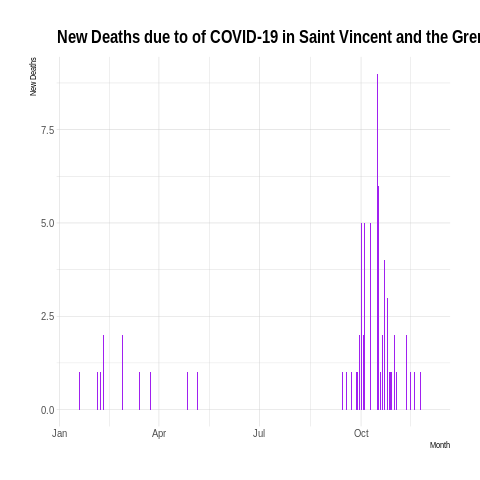 New Deaths due to of COVID-19 in Saint Vincent and the Gre
New Deaths
7.5
5.0
2.5
0.0
Jan Apr Jul Oct
Month